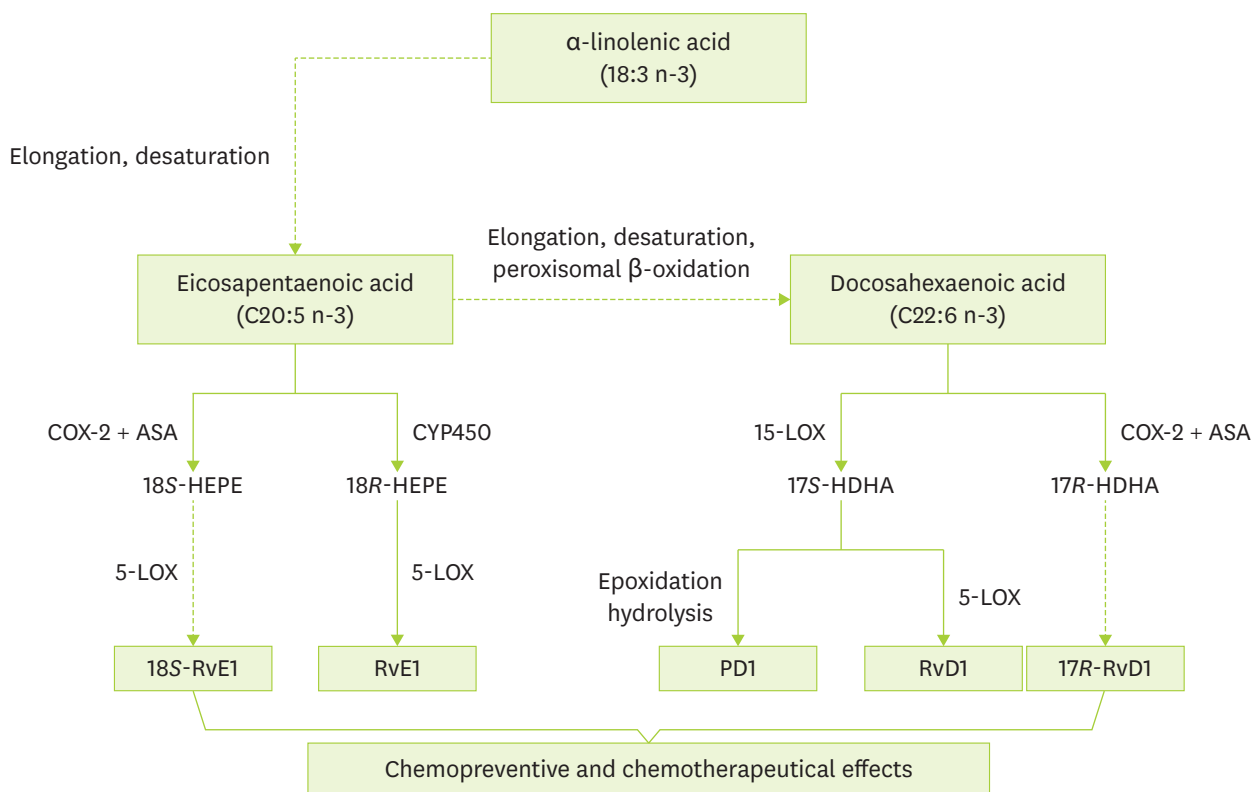 α-linolenic acid
(18:3 n-3)
Elongation, desaturation
Elongation, desaturation,
peroxisomal β-oxidation
Eicosapentaenoic acid
(C20:5 n-3)
Docosahexaenoic acid
(C22:6 n-3)
COX-2 + ASA
CYP450
15-LOX
COX-2 + ASA
18S-HEPE
18R-HEPE
17S-HDHA
17R-HDHA
5-LOX
5-LOX
Epoxidation
hydrolysis
5-LOX
18S-RvE1
RvE1
PD1
RvD1
17R-RvD1
Chemopreventive and chemotherapeutical effects